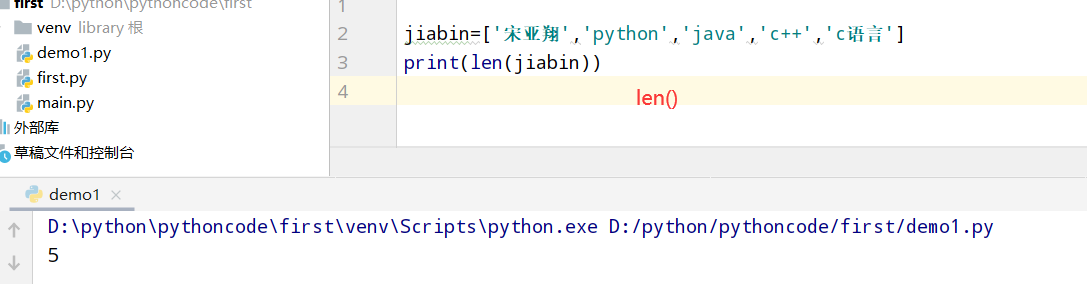 first D:\python\pythoncode\first
venv library 根
demo1.py
first.py
main.py
外部库
草稿文件和控制台
1
2 jiabin=['宋亚翔','python','java','c++','c语言']
3 print(len(jiabin))
4
len()
demo1 ×
D:\python\pythoncode\first\venv\Scripts\python.exe D:/python/pythoncode/first/demo1.py
5